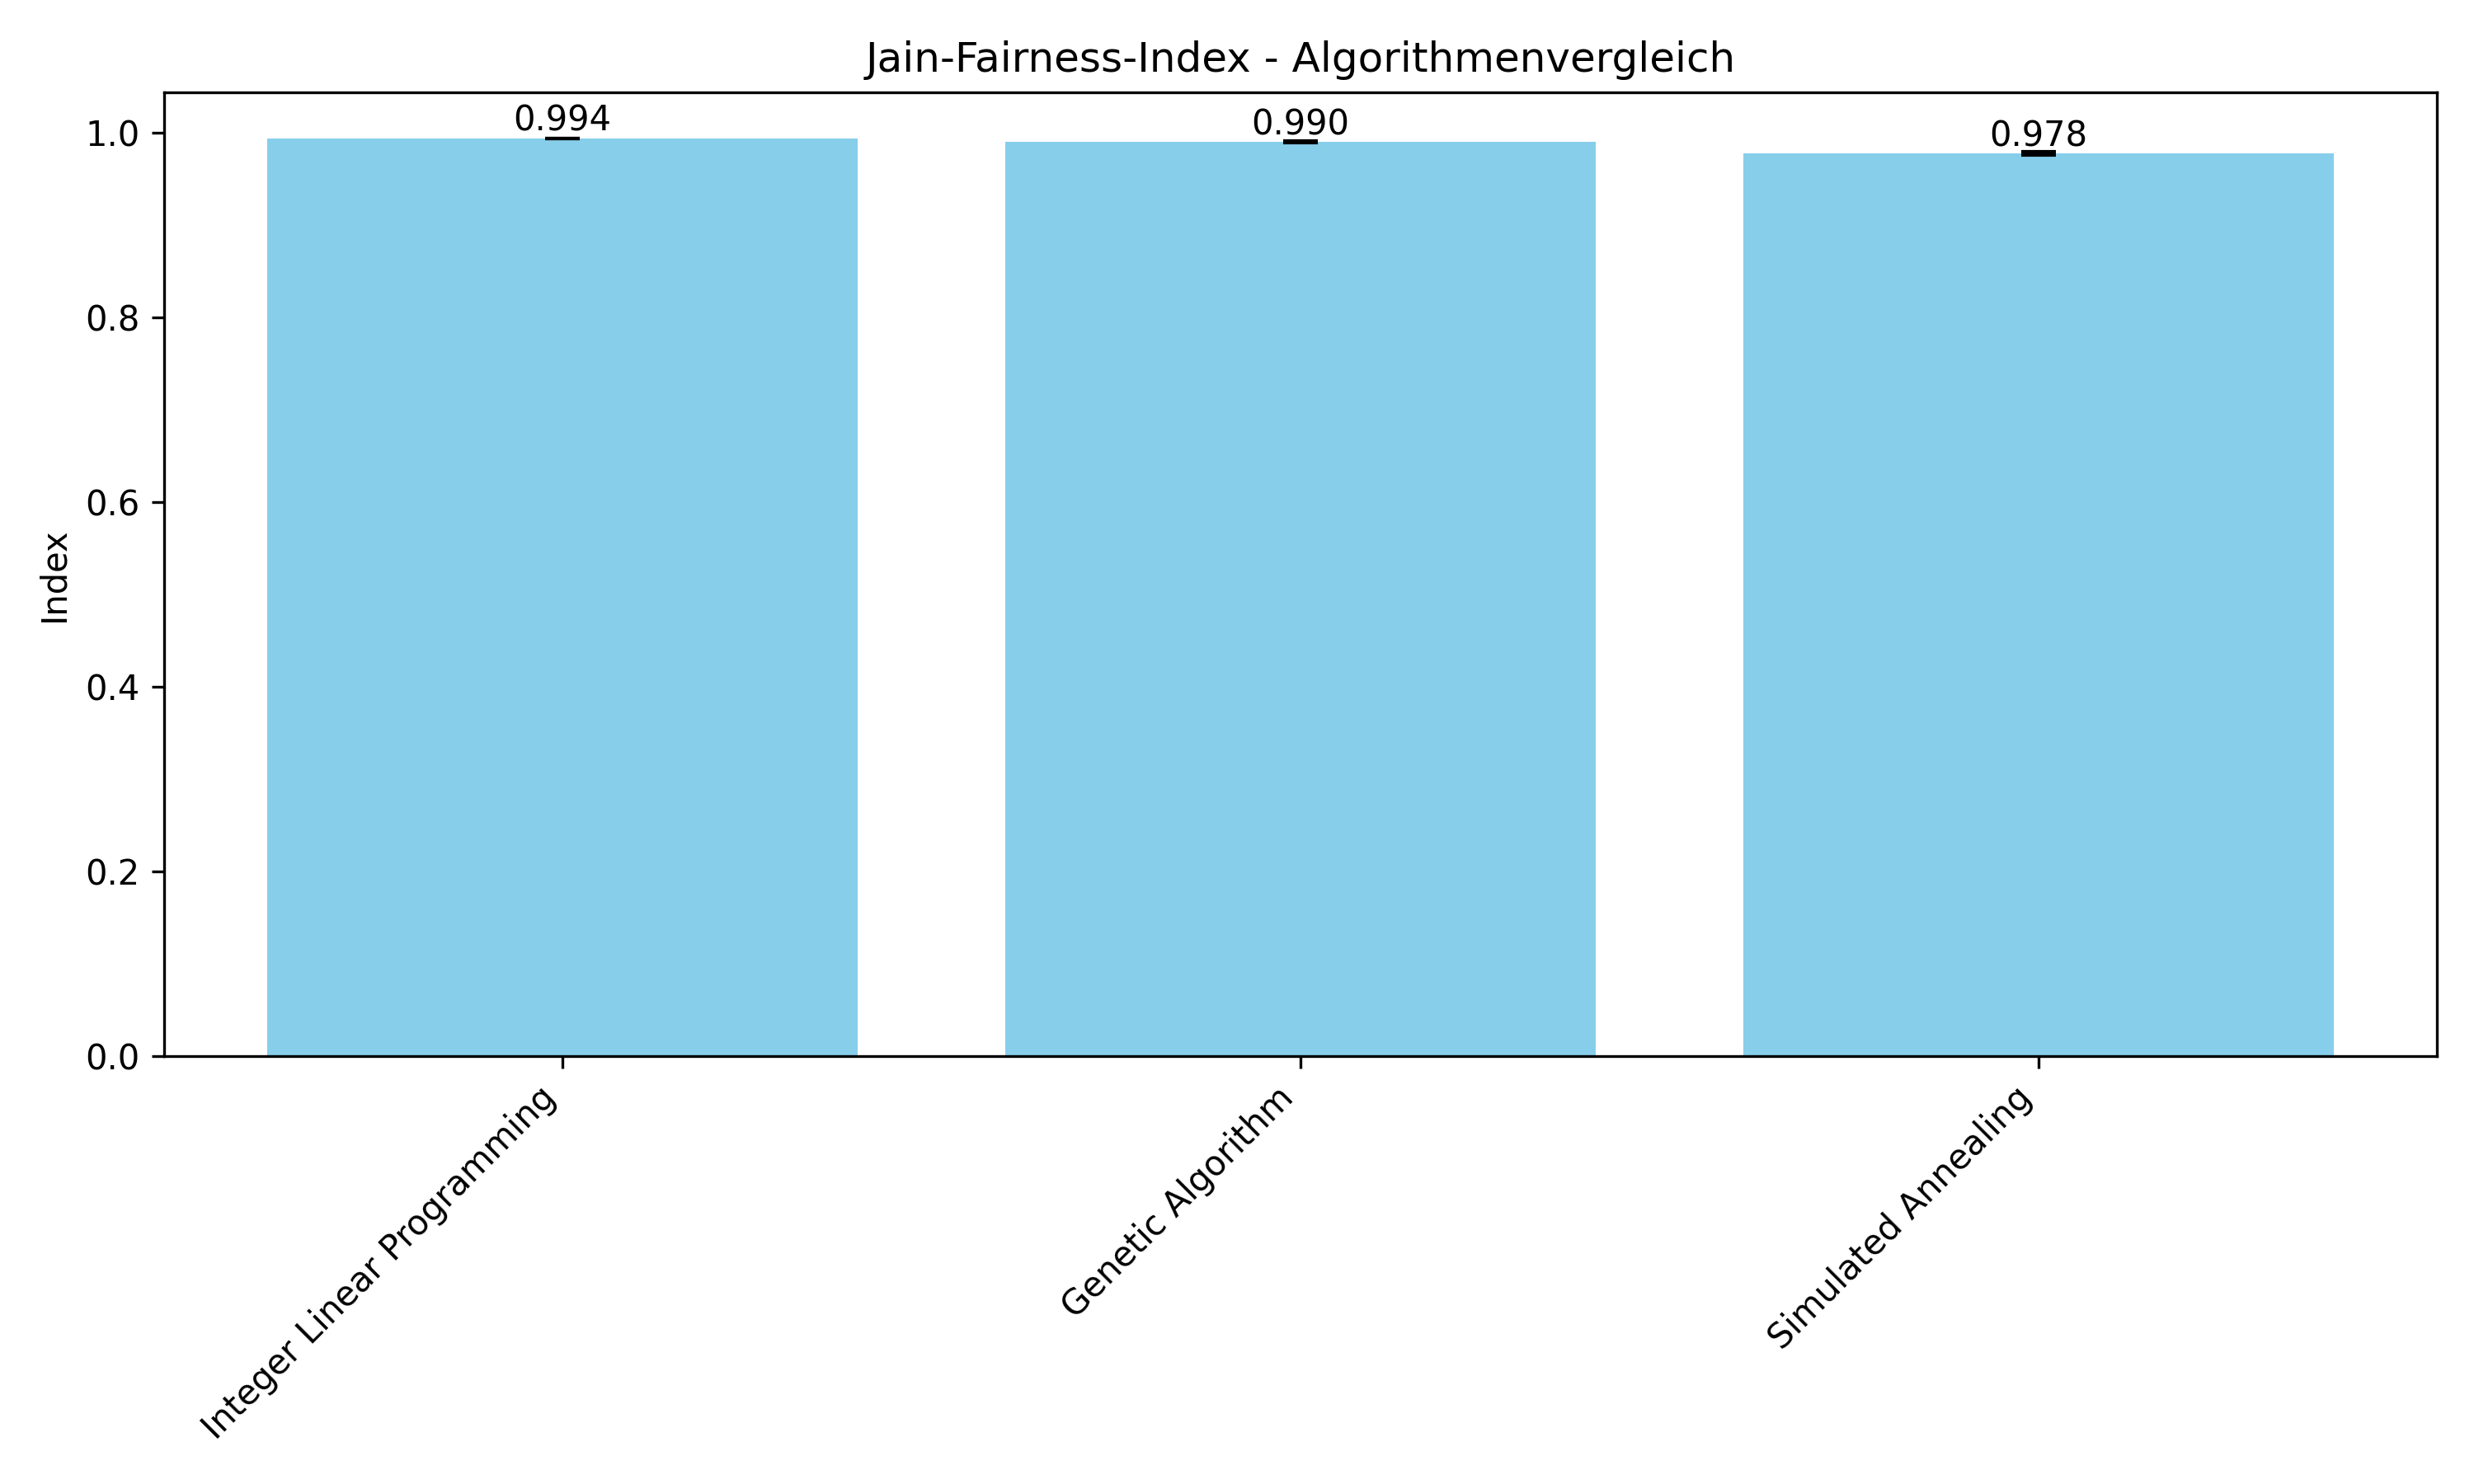 Jain-Fairness-Index - Algorithmenvergleich
0.994
0.990
0.978
1.0
0.8
0.6
0.4
0.2
0.0
Index
Integer Linear Programming
Genetic Algorithm
Simulated Annealing